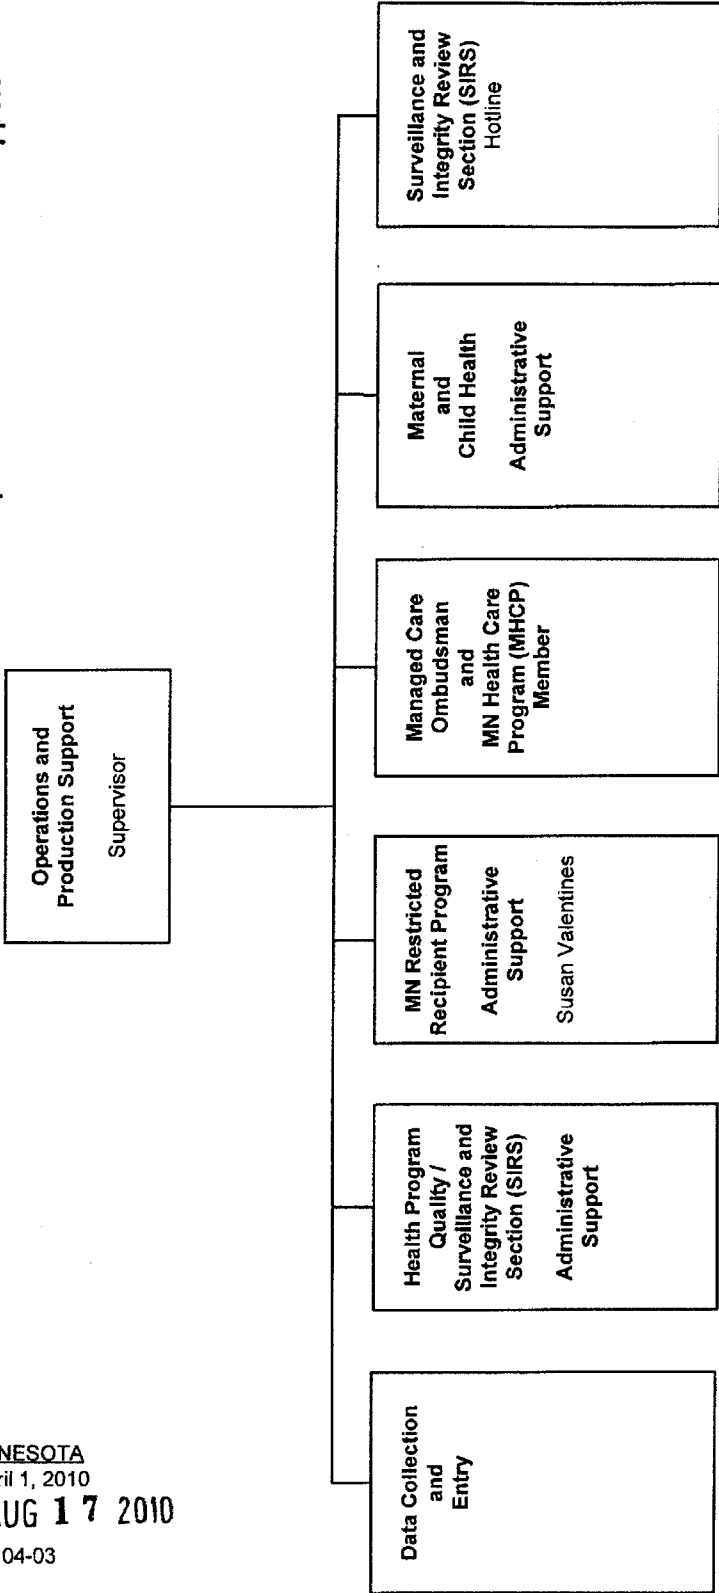 Operations and
Production Support
Supervisor
Data Collection
and
Entry
Health Program
Quality /
Surveillance and
Integrity Review
Section (SIRS)
Administrative
Support
MN Restricted
Recipient Program
Administrative
Support
Susan Valentines
Managed Care
Ombudsman
and
MN Health Care
Program (MHCP)
Member
Maternal
and
Child Health
Administrative
Support
Surveillance and
Integrity Review
Section (SIRS)
Hotline
NESOTA
ril 1, 2010
UG 17 2010
04-03